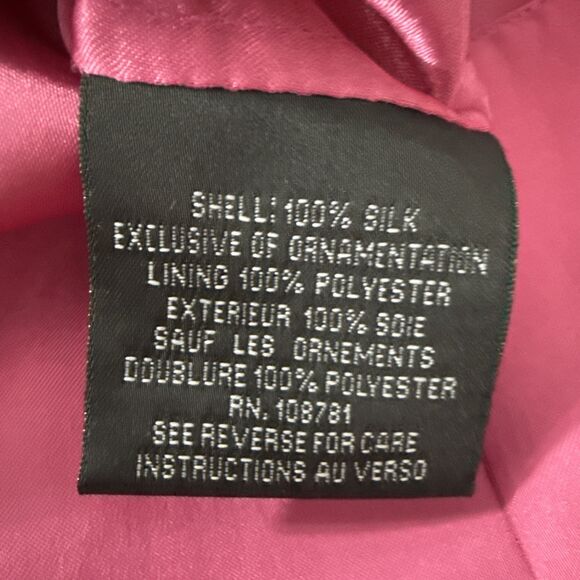 SHELL: 100% SILK
EXCLUSIVE OF ORNAMENTATION
LINING 100% POLYESTER
EXTERIEUR 100% SOIE
SAUF LES ORNEMENTS
DOUBLURE 100% POLYESTER
RN. 108781
SEE REVERSE FOR CARE
INSTRUCTIONS AU VERSO